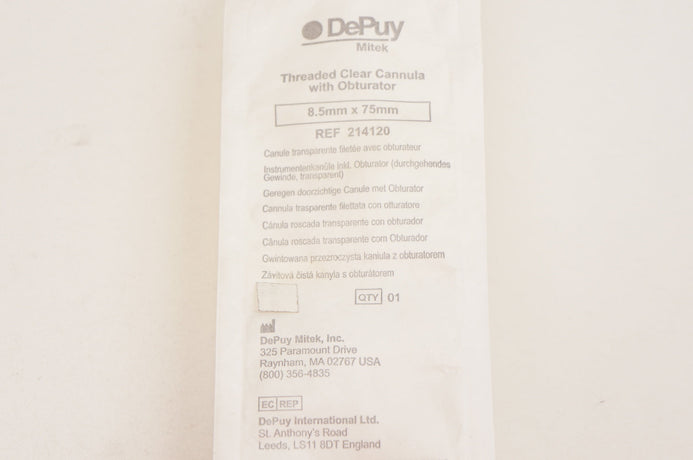 DePuy
Mitek
Threaded Clear Cannula
with Obturator
8.5mm x 75mm
REF 214120
Canule transparente filetée avec obturateur
Instrumentenkanüle inkl. Obturator (durchgehendes
Gewinde, transparent)
Geregen doorzichtige Canule met Obturator
Cannula trasparente filettata con otturatore
Cánula roscada transparente con obturador
Cânula roscada transparente com Obturador
Gwintowana przezroczysta kaniula z obturatorem
Závitová čistá kanyla s obturátorem
QTY 01
DePuy Mitek, Inc.
325 Paramount Drive
Raynham, MA 02767 USA
(800) 356-4835
EC REP
DePuy International Ltd.
St. Anthony's Road
Leeds, LS11 8DT England